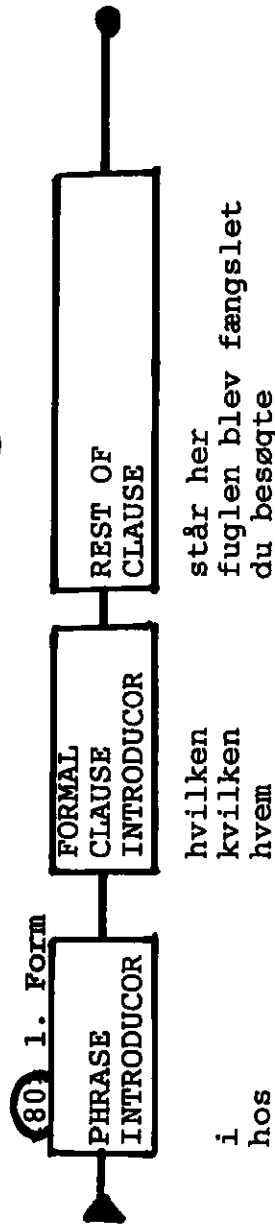 (80) 1. Form
PHRASE
INTRODUCOR
FORMAL
CLAUSE
INTRODUCOR
REST OF
CLAUSE
i
hos
hvilken
kvilken
hvem
står her
fuglen blev fængslet
du besøgte